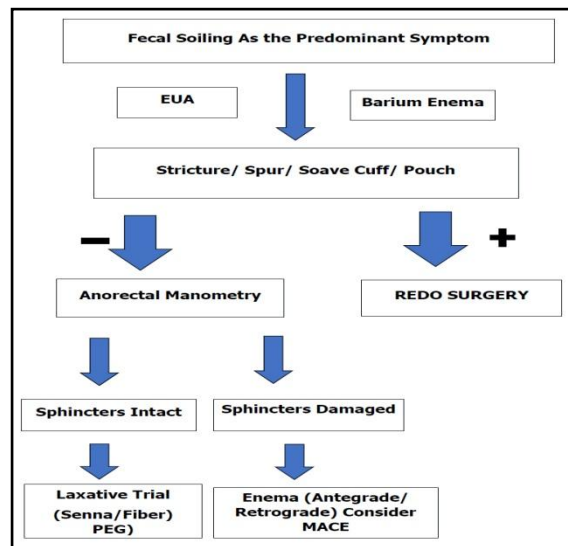 Fecal Soiling As the Predominant Symptom
EUA
Barium Enema
Stricture/ Spur/ Soave Cuff/ Pouch
–
+
Anorectal Manometry
REDO SURGERY
Sphincters Intact
Sphincters Damaged
Laxative Trial
(Senna/Fiber)
PEG)
Enema (Antegrade/
Retrograde) Consider
MACE